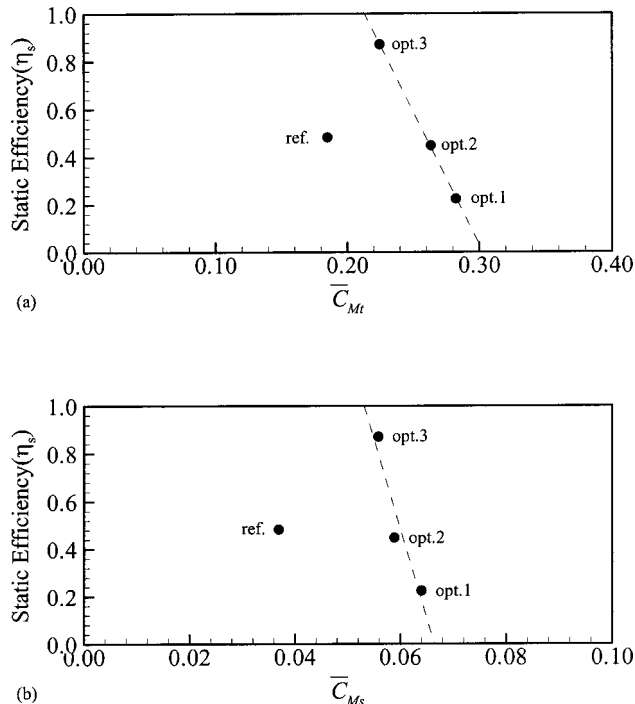 1.0
0.8
0.6
0.4
0.2
0.0
Static Efficiency(ηs)
opt.3
ref.
opt.2
opt.1
0.00 0.10 0.20 0.30 0.40
(a)
C̅Mt
1.0
0.8
0.6
0.4
0.2
0.0
Static Efficiency(ηs)
opt.3
ref.
opt.2
opt.1
0.00 0.02 0.04 0.06 0.08 0.10
(b)
C̅Ms